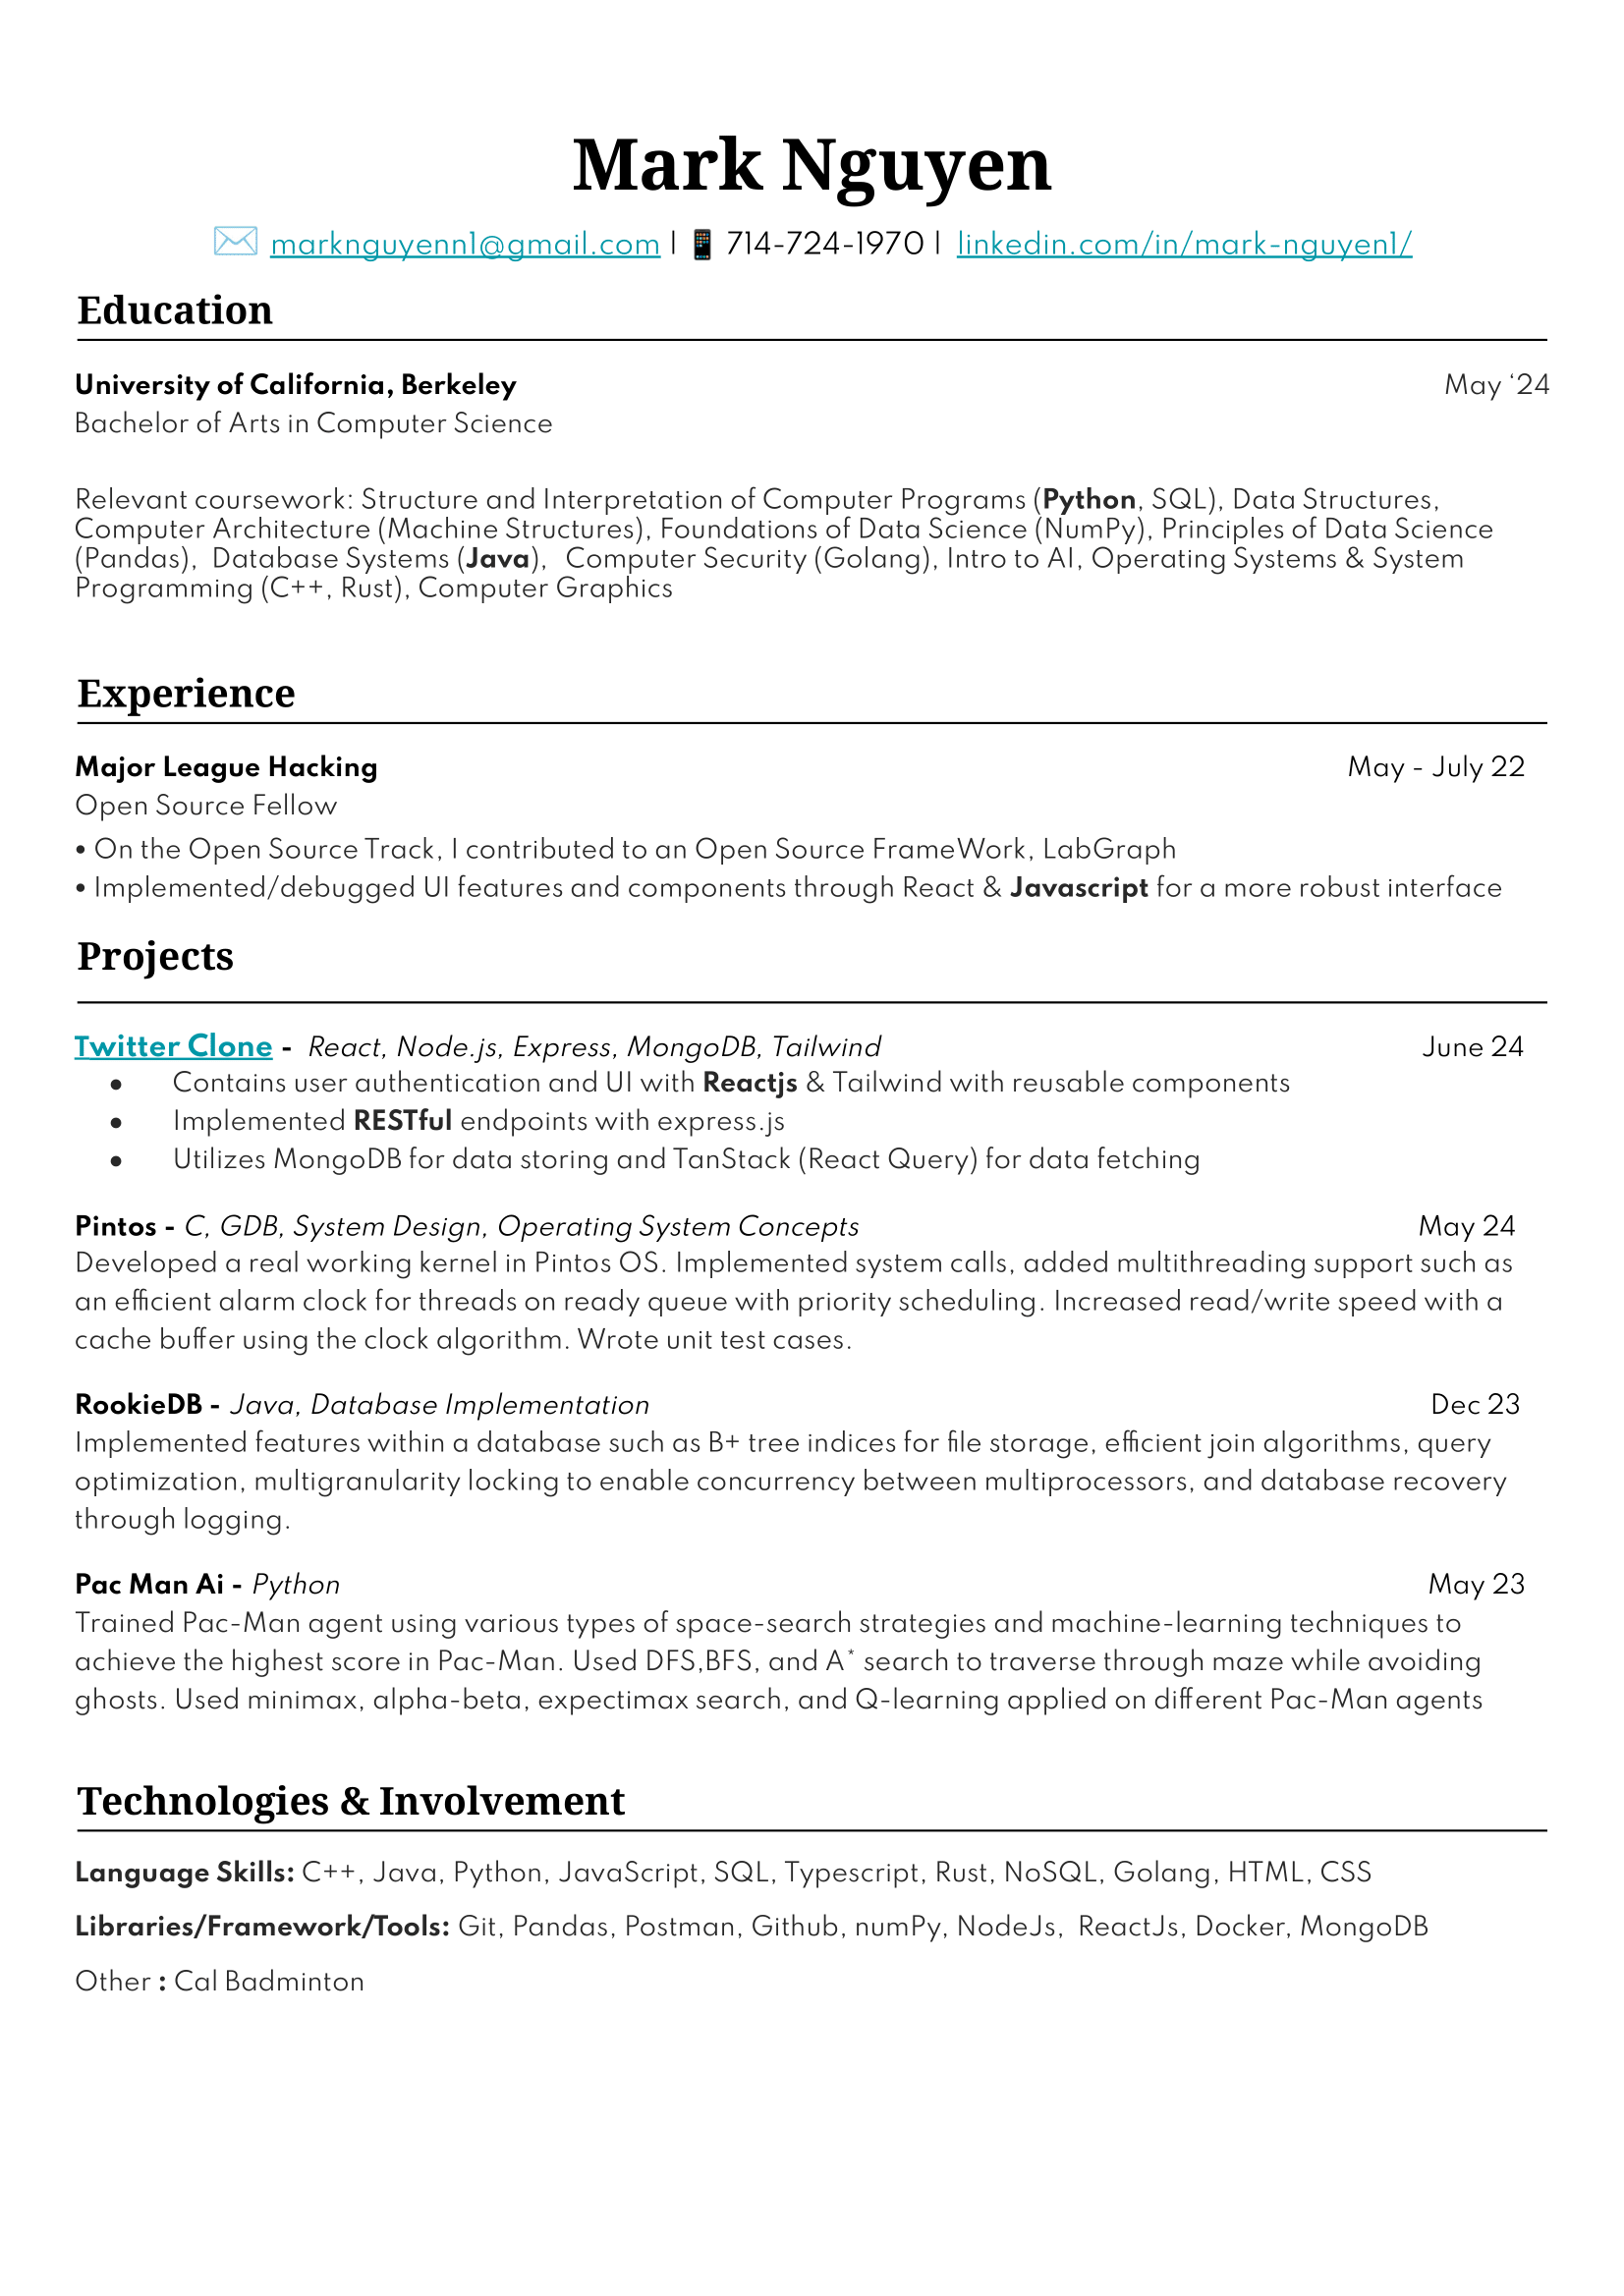 Mark Nguyen
✉️ marknguyenn1@gmail.com | 📱 714-724-1970 | linkedin.com/in/mark-nguyen1/
Education
University of California, Berkeley May ‘24
Bachelor of Arts in Computer Science
Relevant coursework: Structure and Interpretation of Computer Programs (Python, SQL), Data Structures,
Computer Architecture (Machine Structures), Foundations of Data Science (NumPy), Principles of Data Science
(Pandas), Database Systems (Java), Computer Security (Golang), Intro to AI, Operating Systems & System
Programming (C++, Rust), Computer Graphics
Experience
Major League Hacking May - July 22
Open Source Fellow
• On the Open Source Track, I contributed to an Open Source FrameWork, LabGraph
• Implemented/debugged UI features and components through React & Javascript for a more robust interface
Projects
Twitter Clone - React, Node.js, Express, MongoDB, Tailwind June 24
● Contains user authentication and UI with Reactjs & Tailwind with reusable components
● Implemented RESTful endpoints with express.js
● Utilizes MongoDB for data storing and TanStack (React Query) for data fetching
Pintos - C, GDB, System Design, Operating System Concepts May 24
Developed a real working kernel in Pintos OS. Implemented system calls, added multithreading support such as
an efficient alarm clock for threads on ready queue with priority scheduling. Increased read/write speed with a
cache buffer using the clock algorithm. Wrote unit test cases.
RookieDB - Java, Database Implementation Dec 23
Implemented features within a database such as B+ tree indices for file storage, efficient join algorithms, query
optimization, multigranularity locking to enable concurrency between multiprocessors, and database recovery
through logging.
Pac Man Ai - Python May 23
Trained Pac-Man agent using various types of space-search strategies and machine-learning techniques to
achieve the highest score in Pac-Man. Used DFS,BFS, and A* search to traverse through maze while avoiding
ghosts. Used minimax, alpha-beta, expectimax search, and Q-learning applied on different Pac-Man agents
Technologies & Involvement
Language Skills: C++, Java, Python, JavaScript, SQL, Typescript, Rust, NoSQL, Golang, HTML, CSS
Libraries/Framework/Tools: Git, Pandas, Postman, Github, numPy, NodeJs, ReactJs, Docker, MongoDB
Other : Cal Badminton